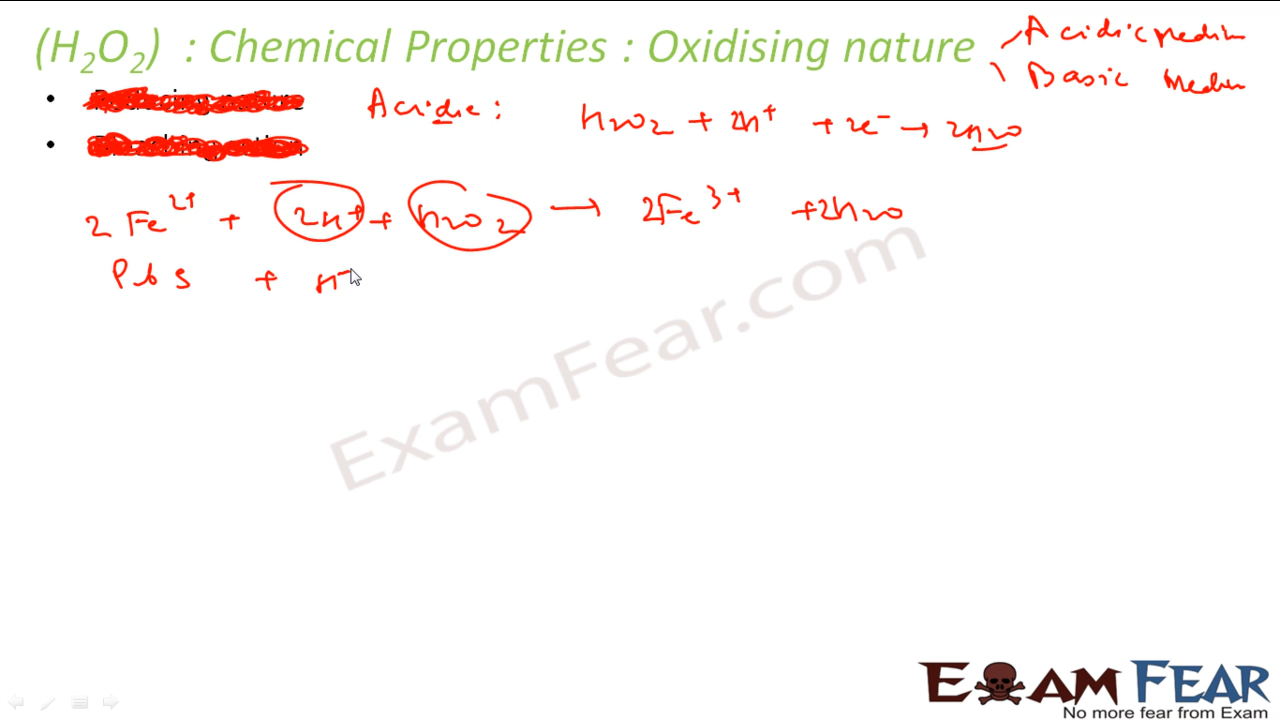 (H₂O₂) : Chemical Properties : Oxidising nature
Acidic Medium
Basic Medium
Acidic :
H₂O₂ + 2H⁺ + 2e⁻ → 2H₂O
2 Fe²⁺ + 2H⁺ + H₂O₂ → 2Fe³⁺ + 2H₂O
PbS +
ExamFear.com
EXAM FEAR
No more fear from Exam